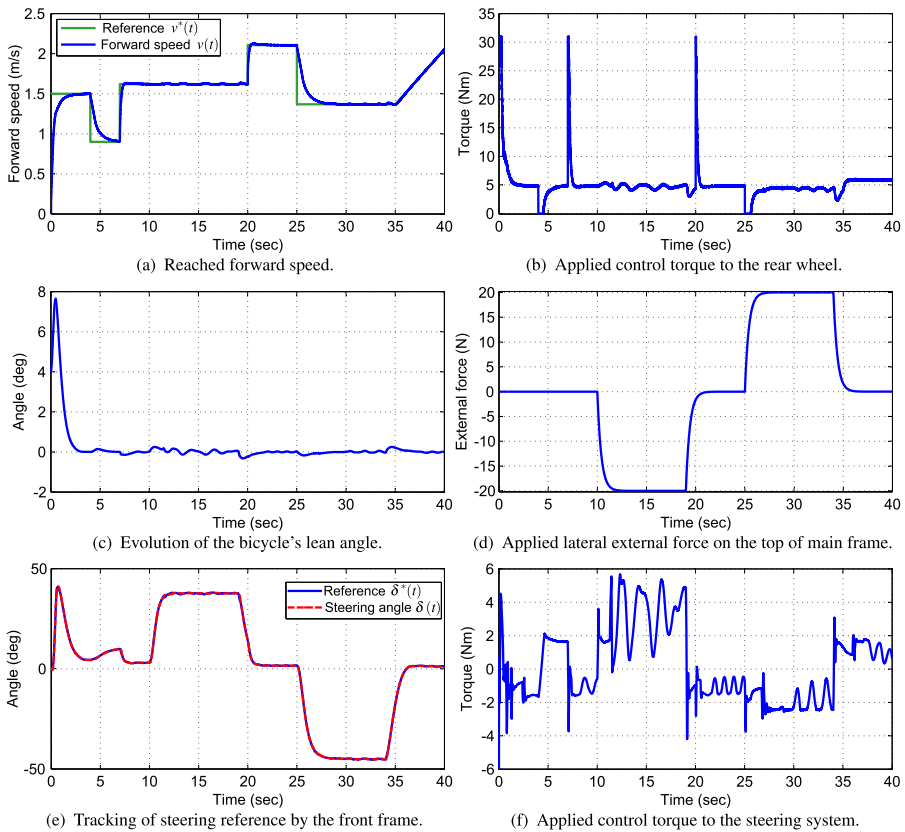 2.5
2
1.5
1
0.5
0
Forward speed (m/s)
Reference v*(t)
Forward speed v(t)
0 5 10 15 20 25 30 35 40
Time (sec)
(a) Reached forward speed.
35
30
25
20
15
10
5
0
Torque (Nm)
0 5 10 15 20 25 30 35 40
Time (sec)
(b) Applied control torque to the rear wheel.
8
6
4
2
0
-2
Angle (deg)
0 5 10 15 20 25 30 35 40
Time (sec)
(c) Evolution of the bicycle's lean angle.
20
15
10
5
0
-5
-10
-15
-20
External force (N)
0 5 10 15 20 25 30 35 40
Time (sec)
(d) Applied lateral external force on the top of main frame.
50
0
-50
Angle (deg)
Reference δ*(t)
Steering angle δ(t)
0 5 10 15 20 25 30 35 40
Time (sec)
(e) Tracking of steering reference by the front frame.
6
4
2
0
-2
-4
-6
Torque (Nm)
0 5 10 15 20 25 30 35 40
Time (sec)
(f) Applied control torque to the steering system.